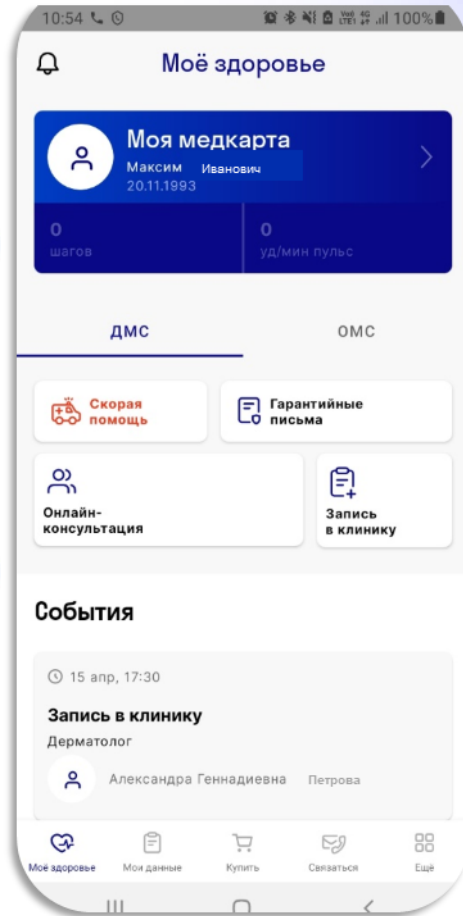 10:54 100%
Моё здоровье
Моя медкарта
Максим Иванович
20.11.1993
0 0
шагов уд/мин пульс
ДМС ОМС
Скорая Гарантийные
помощь письма
Онлайн- Запись
консультация в клинику
События
15 апр, 17:30
Запись в клинику
Дерматолог
Александра Геннадиевна Петрова
Моё здоровье Мои данные Купить Связаться Ещё